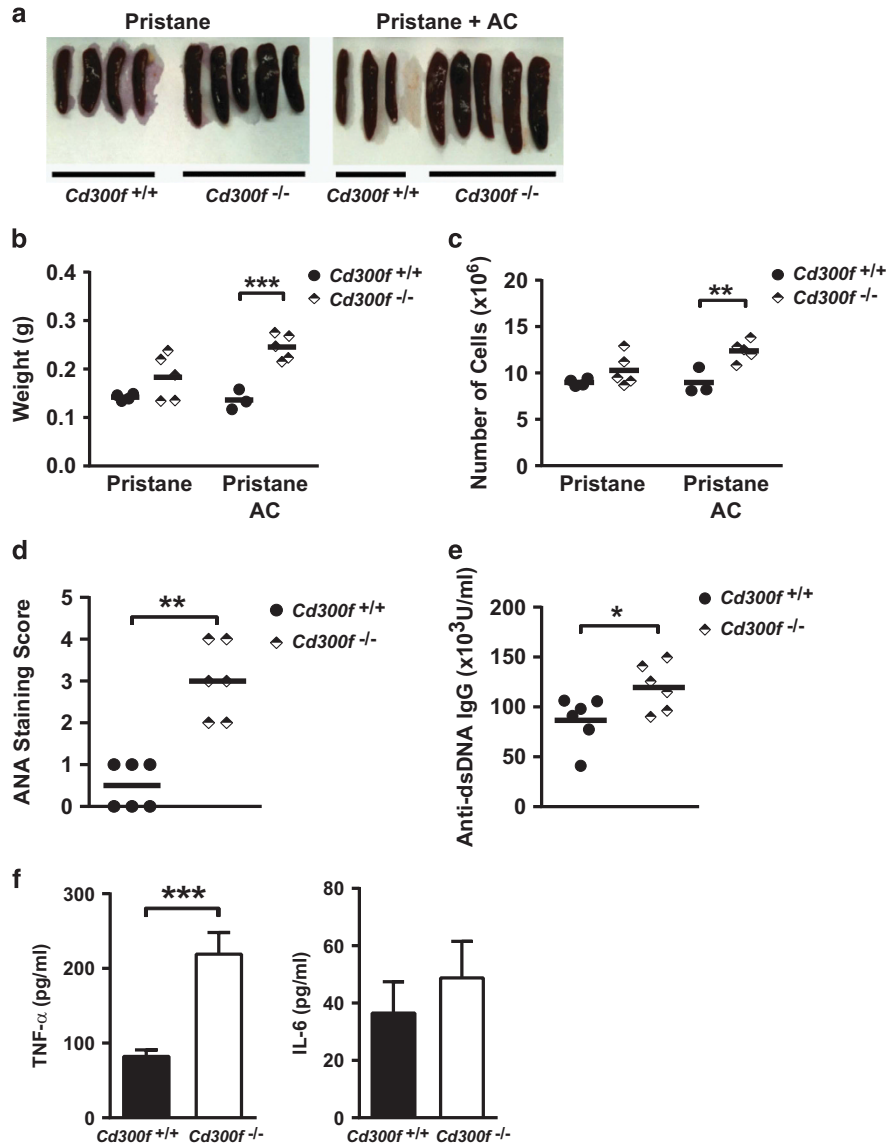 a
Pristane
Pristane + AC
Cd300f +/+
Cd300f -/-
Cd300f +/+
Cd300f -/-
b
Weight (g)
0.4
0.3
0.2
0.1
0.0
***
Cd300f +/+
Cd300f -/-
Pristane
Pristane
AC
c
Number of Cells (x10⁶)
20
15
10
5
0
**
Cd300f +/+
Cd300f -/-
Pristane
Pristane
AC
d
ANA Staining Score
5
4
3
2
1
0
**
Cd300f +/+
Cd300f -/-
e
Anti-dsDNA IgG (x10³U/ml)
200
150
100
50
0
*
Cd300f +/+
Cd300f -/-
f
TNF-α (pg/ml)
300
200
100
0
***
Cd300f +/+
Cd300f -/-
IL-6 (pg/ml)
80
60
40
20
0
Cd300f +/+
Cd300f -/-